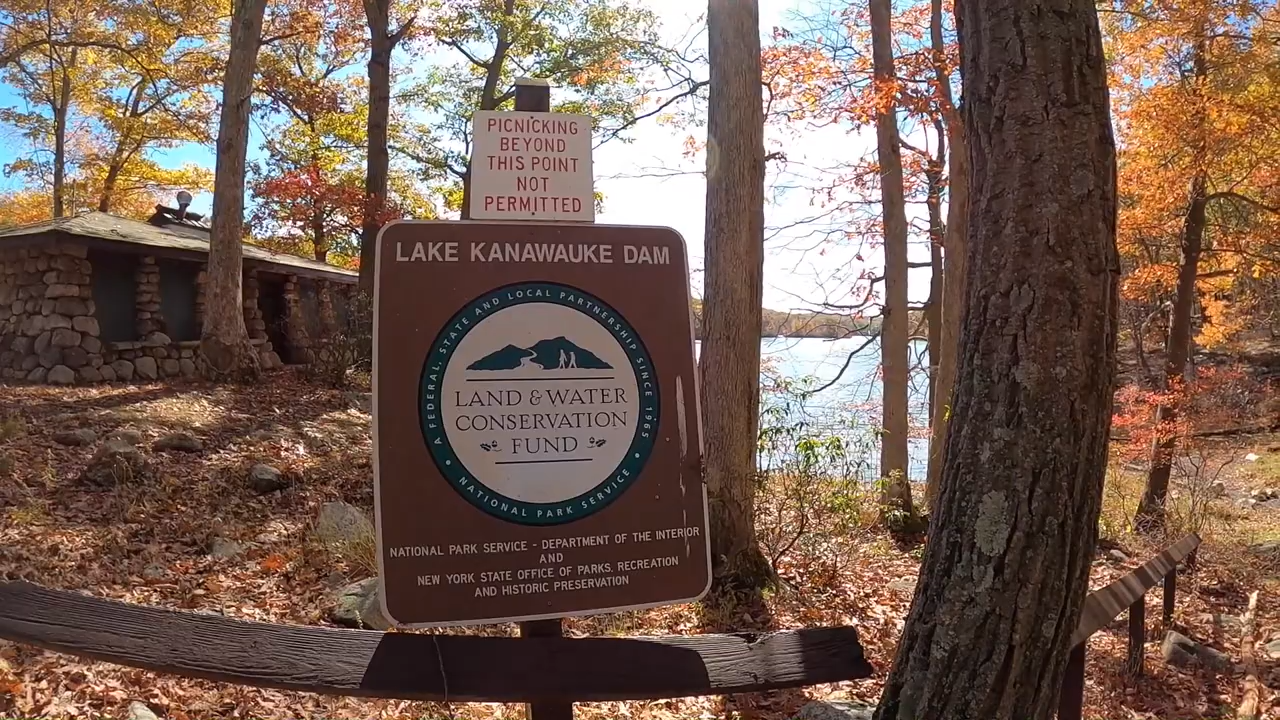 PICNICKING
BEYOND
THIS POINT
NOT
PERMITTED
LAKE KANAWAUKE DAM
A FEDERAL, STATE AND LOCAL PARTNERSHIP SINCE 1965
LAND & WATER
CONSERVATION
FUND
NATIONAL PARK SERVICE
NATIONAL PARK SERVICE - DEPARTMENT OF THE INTERIOR
AND
NEW YORK STATE OFFICE OF PARKS, RECREATION
AND HISTORIC PRESERVATION